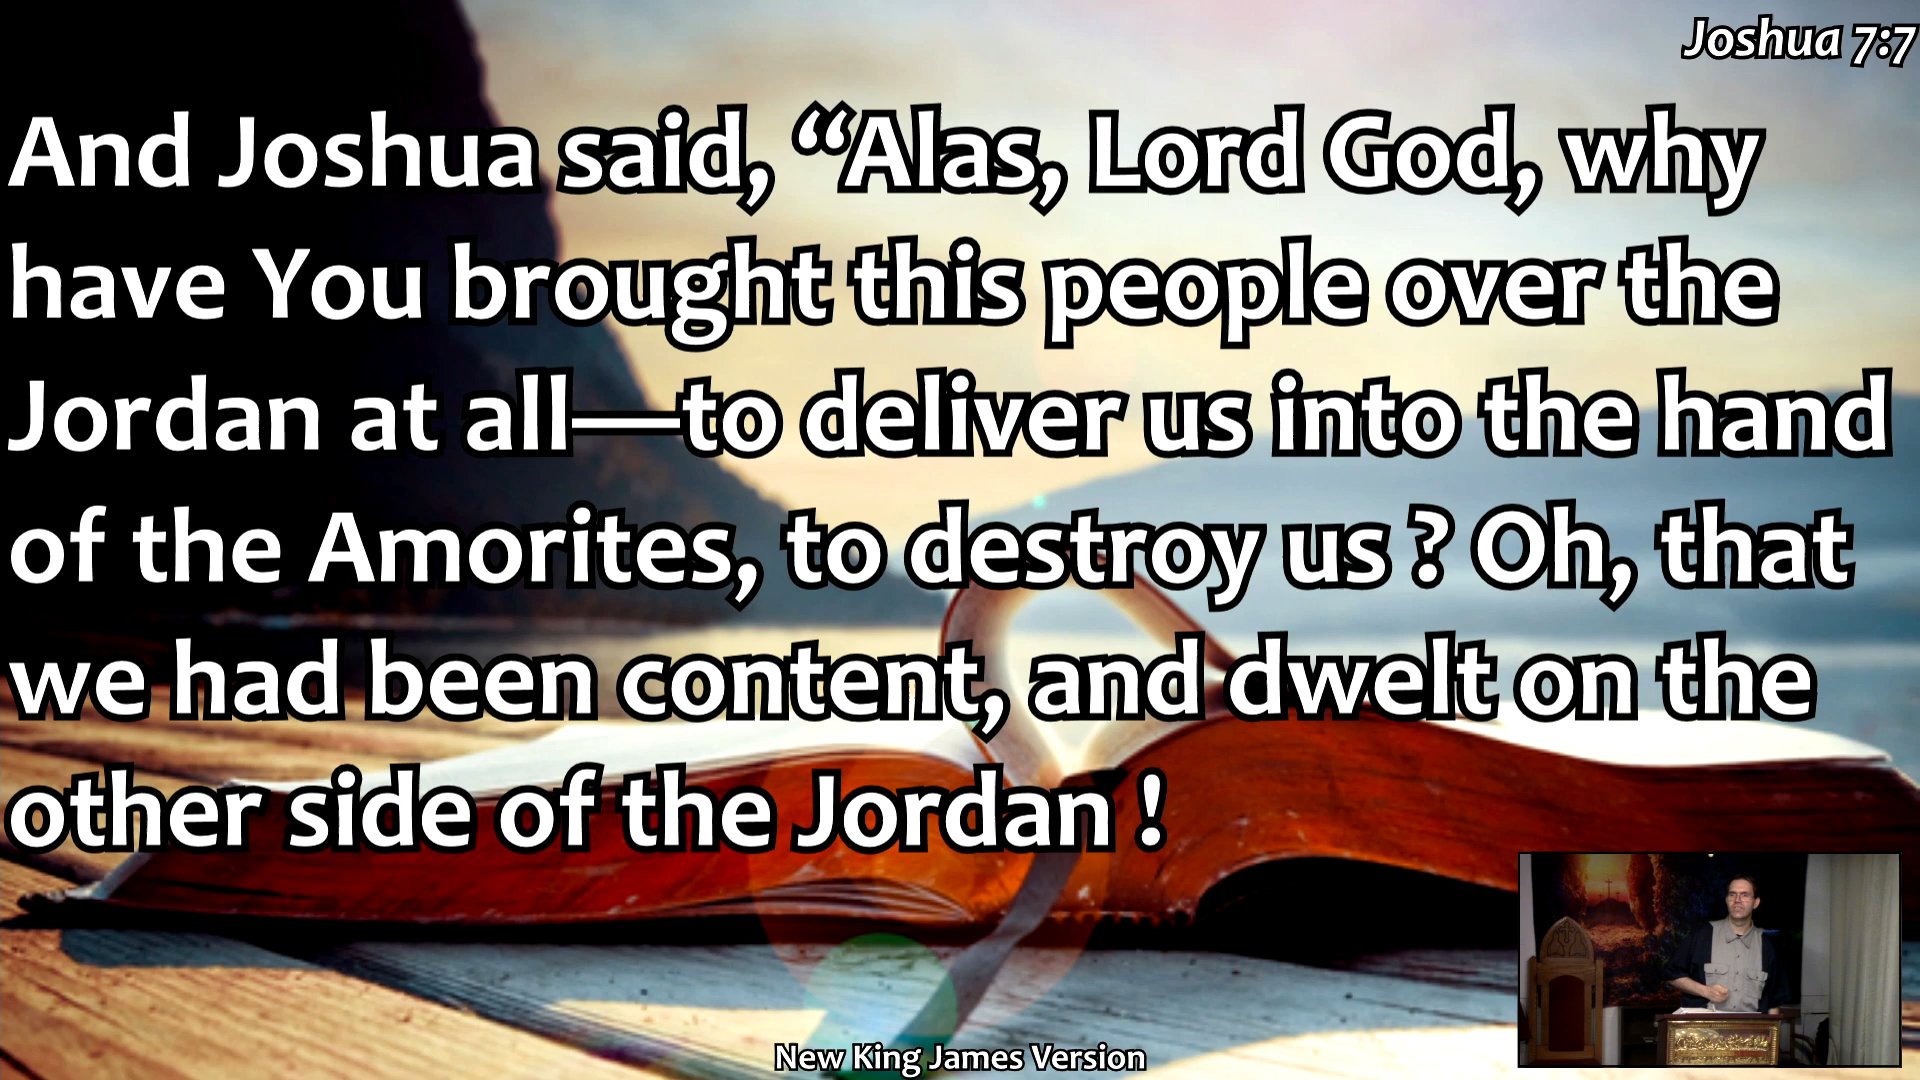 Joshua 7:7
And Joshua said, “Alas, Lord God, why
have You brought this people over the
Jordan at all—to deliver us into the hand
of the Amorites, to destroy us ? Oh, that
we had been content, and dwelt on the
other side of the Jordan !
New King James Version